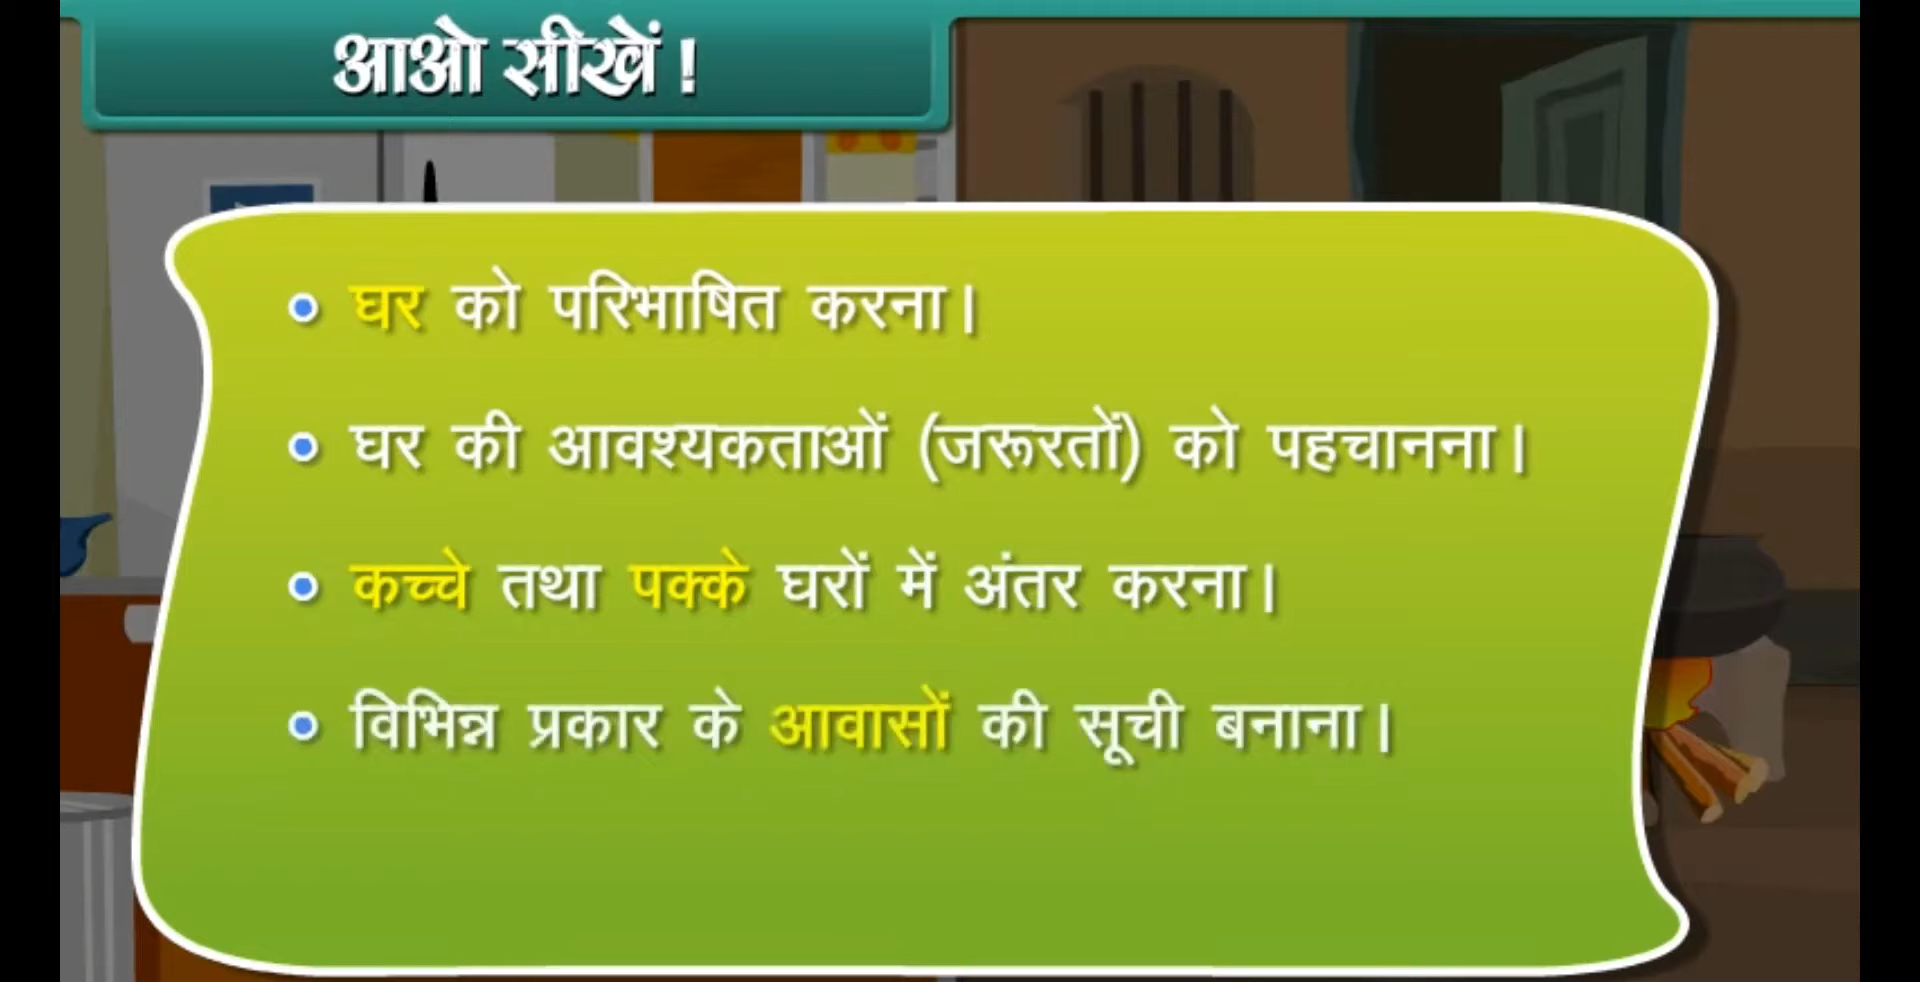 आओ सीखें !
• घर को परिभाषित करना।
• घर की आवश्यकताओं (जरूरतों) को पहचानना।
• कच्चे तथा पक्के घरों में अंतर करना।
• विभिन्न प्रकार के आवासों की सूची बनाना।